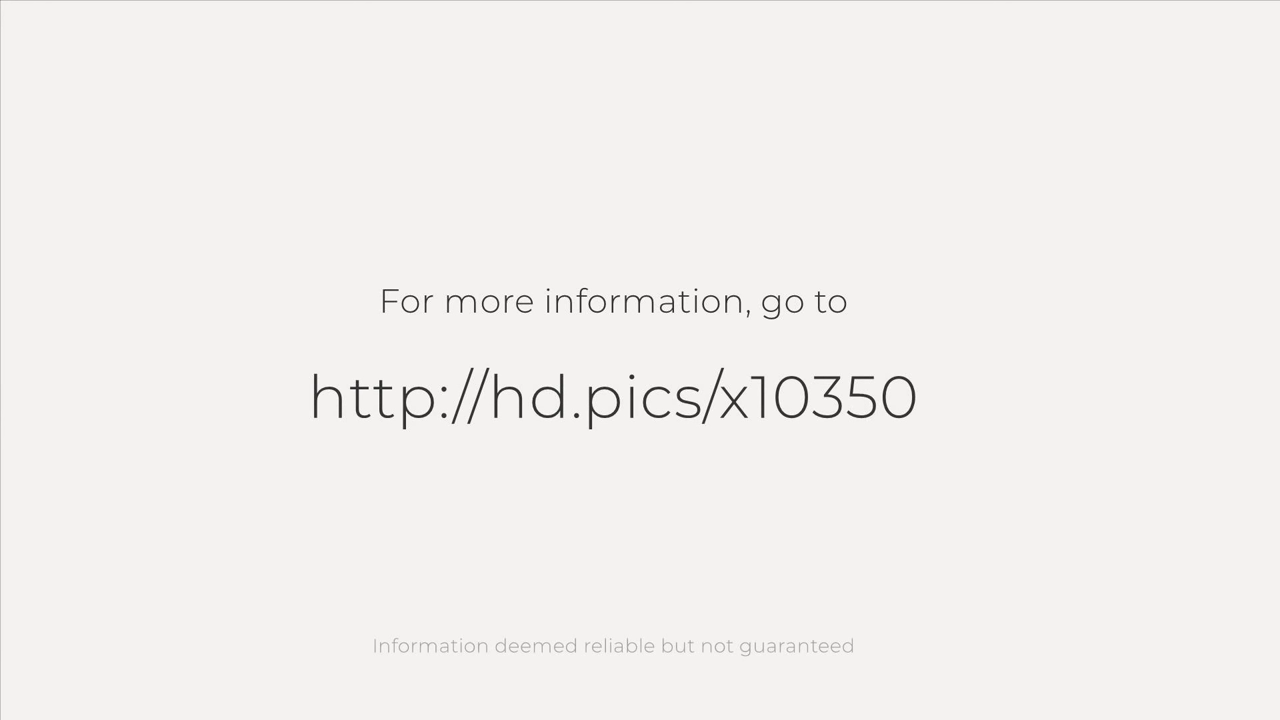 For more information, go to
http://hd.pics/x10350
Information deemed reliable but not guaranteed